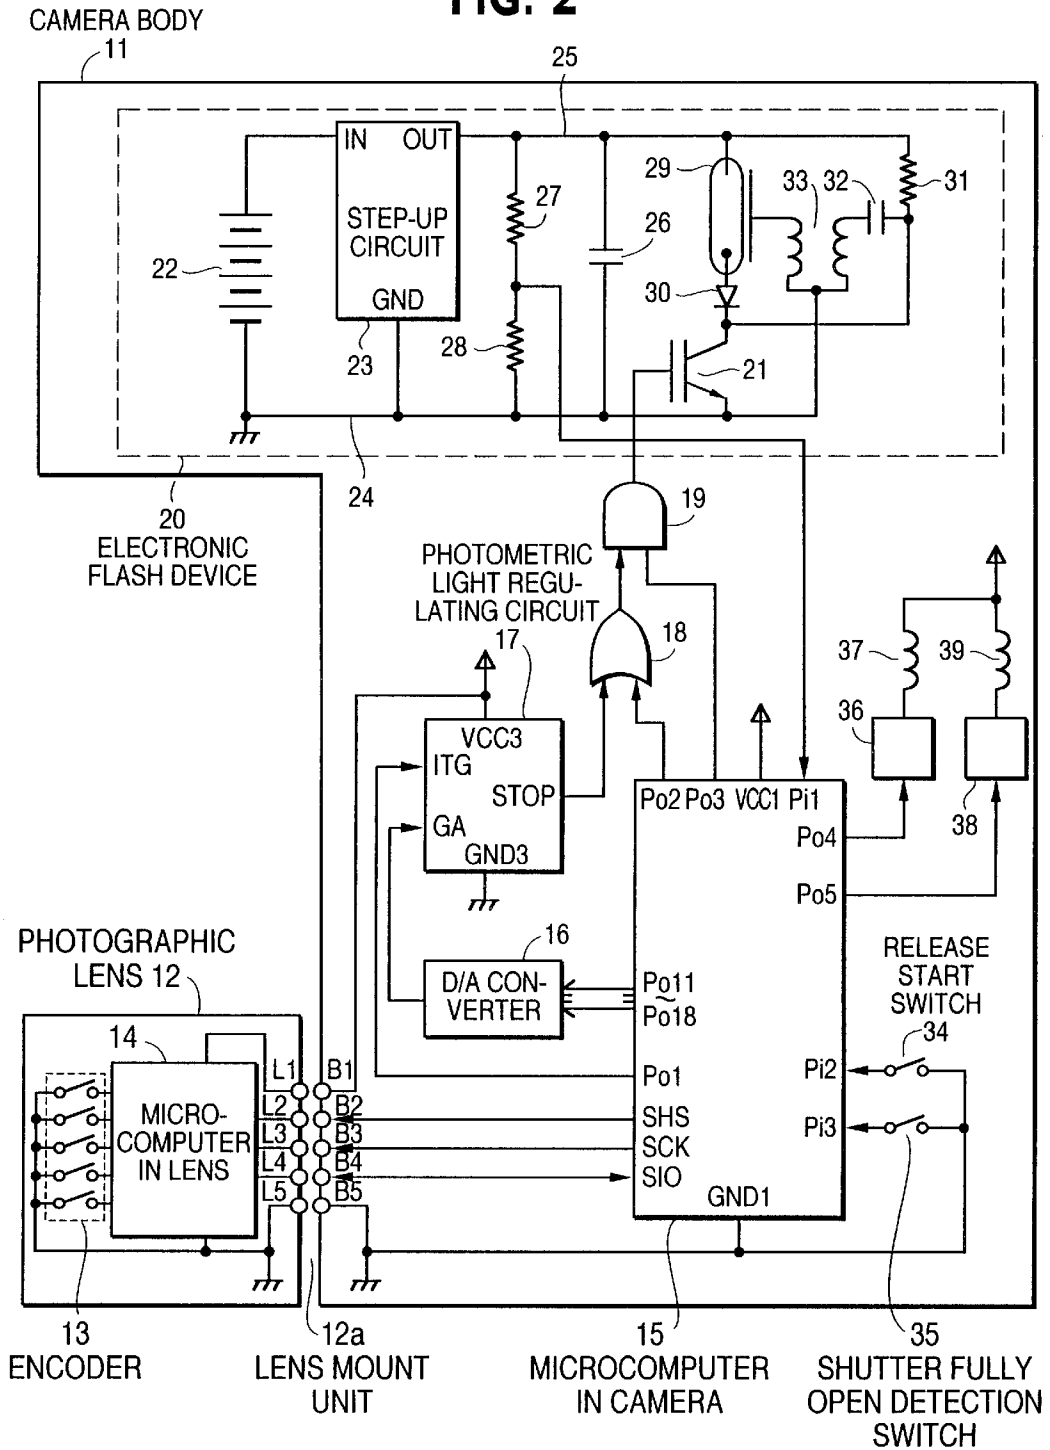 FIG. 2
CAMERA BODY
11
25
IN OUT
STEP-UP
CIRCUIT
GND
22
23
27
28
26
29
30
33
32
31
21
24
20
ELECTRONIC
FLASH DEVICE
19
PHOTOMETRIC
LIGHT REGU-
LATING CIRCUIT
17
18
VCC3
ITG
STOP
GA
GND3
37
39
36
38
Po2 Po3 VCC1 Pi1
Po4
Po5
16
D/A CON-
VERTER
Po11
~
Po18
Po1
SHS
SCK
SIO
GND1
RELEASE
START
SWITCH
34
Pi2
Pi3
PHOTOGRAPHIC
LENS 12
14
MICRO-
COMPUTER
IN LENS
L1 B1
L2 B2
L3 B3
L4 B4
L5 B5
13
ENCODER
12a
LENS MOUNT
UNIT
15
MICROCOMPUTER
IN CAMERA
35
SHUTTER FULLY
OPEN DETECTION
SWITCH